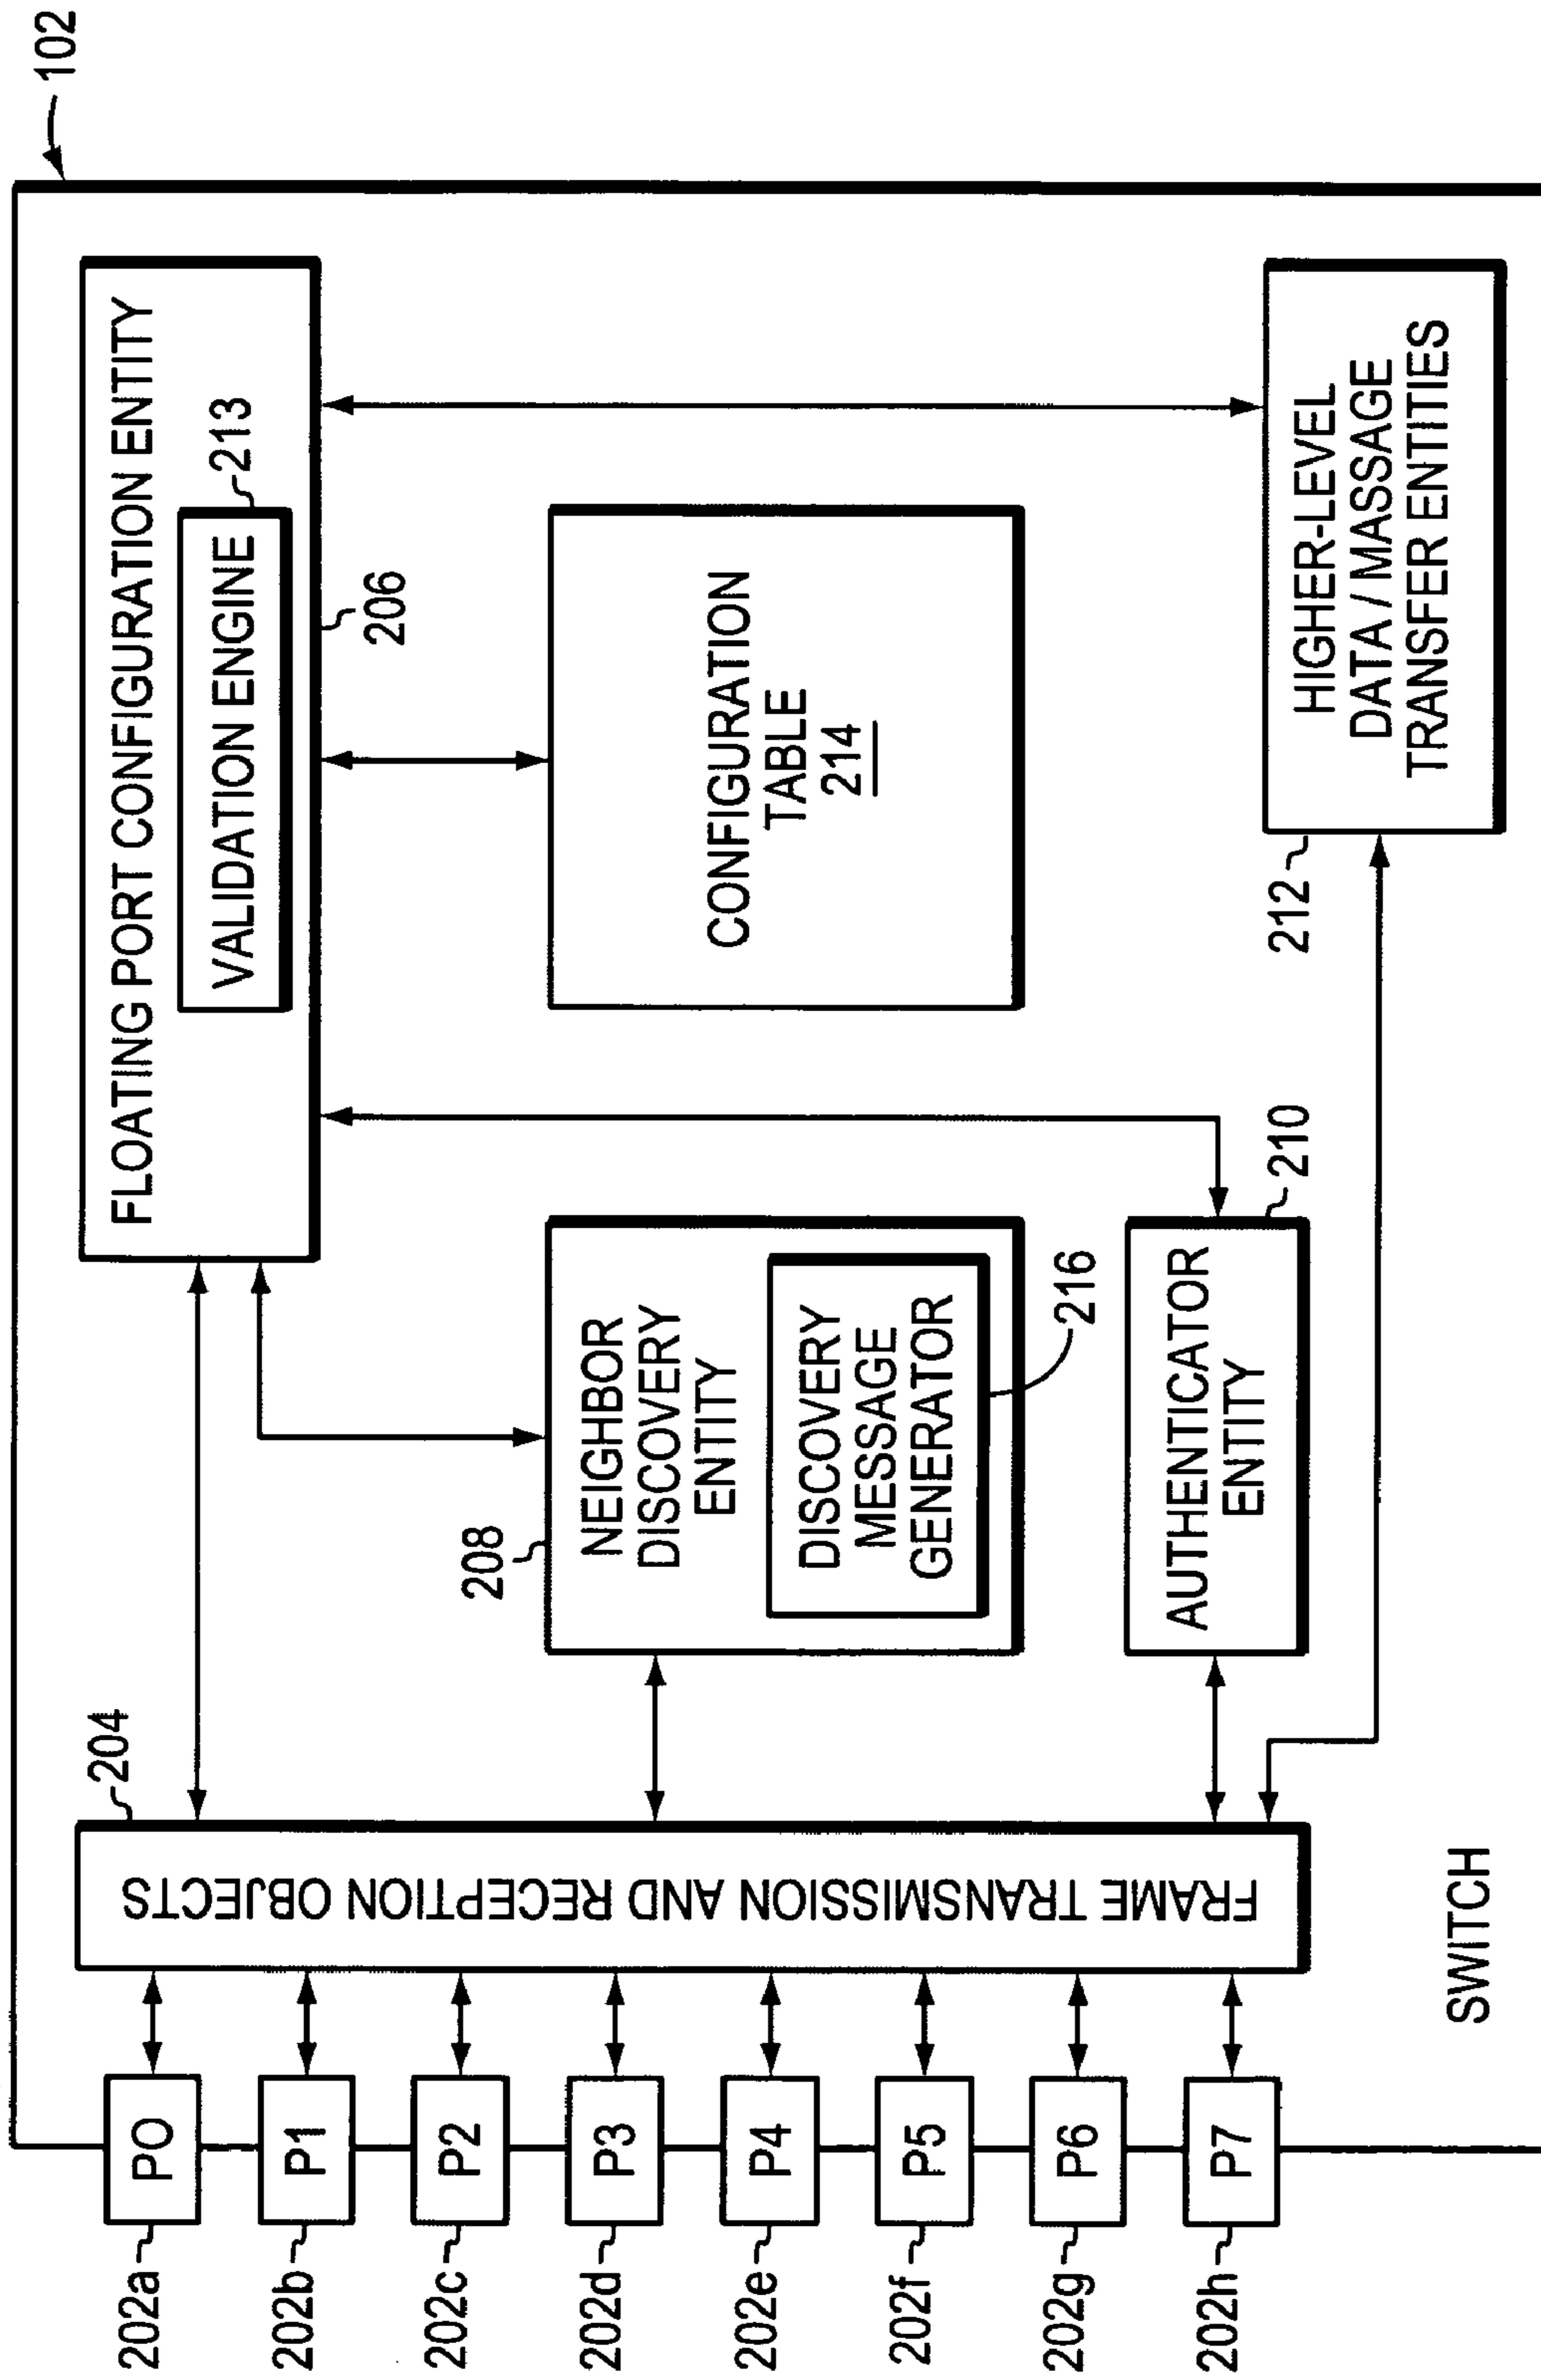 102
FLOATING PORT CONFIGURATION ENTITY
VALIDATION ENGINE
213
206
CONFIGURATION
TABLE
214
HIGHER-LEVEL
DATA / MASSAGE
TRANSFER ENTITIES
212
NEIGHBOR
DISCOVERY
ENTITY
208
DISCOVERY
MESSAGE
GENERATOR
216
AUTHENTICATOR
ENTITY
210
204
FRAME TRANSMISSION AND RECEPTION OBJECTS
PO
P1
P2
P3
P4
P5
P6
P7
202a
202b
202c
202d
202e
202f
202g
202h
SWITCH